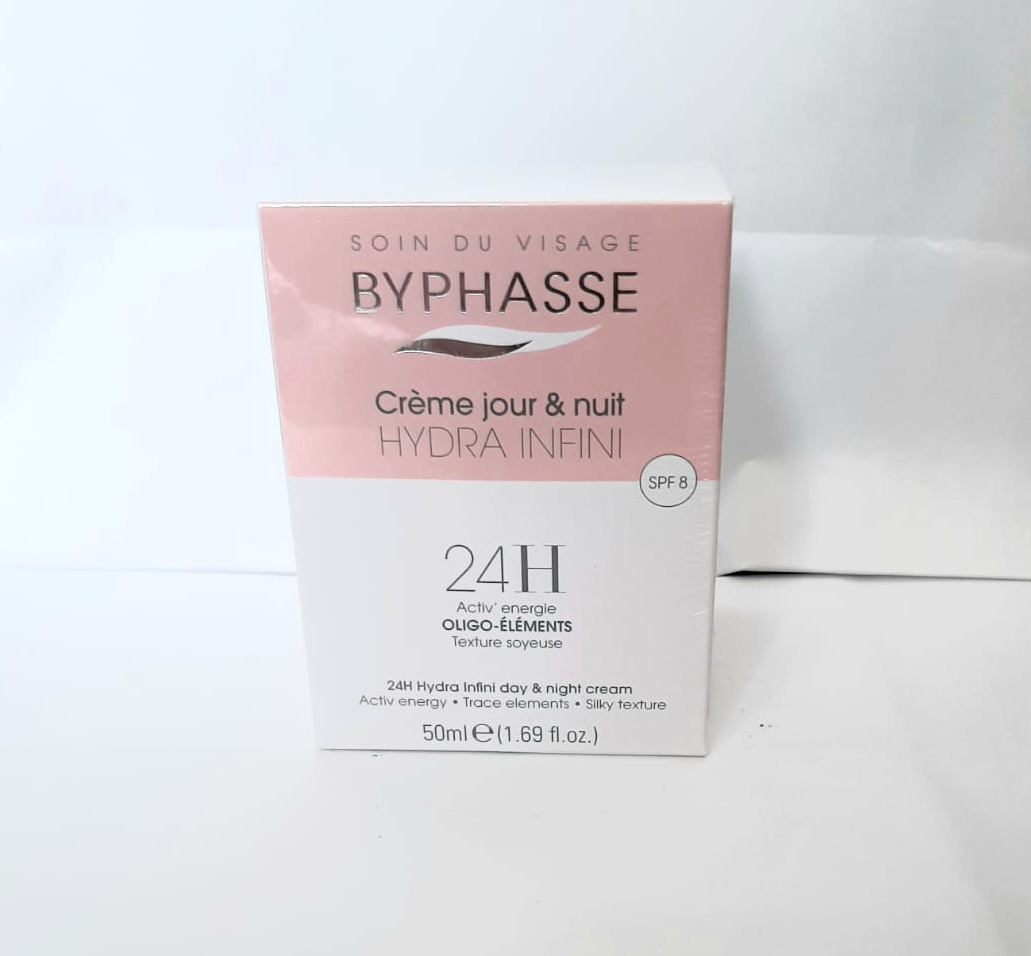 SOIN DU VISAGE
BYPHASSE
Crème jour & nuit
HYDRA INFINI
SPF 8
24H
Activ' energie
OLIGO-ÉLÉMENTS
Texture soyeuse
24H Hydra Infini day & night cream
Activ energy • Trace elements • Silky texture
50ml ℮ (1.69 fl.oz.)